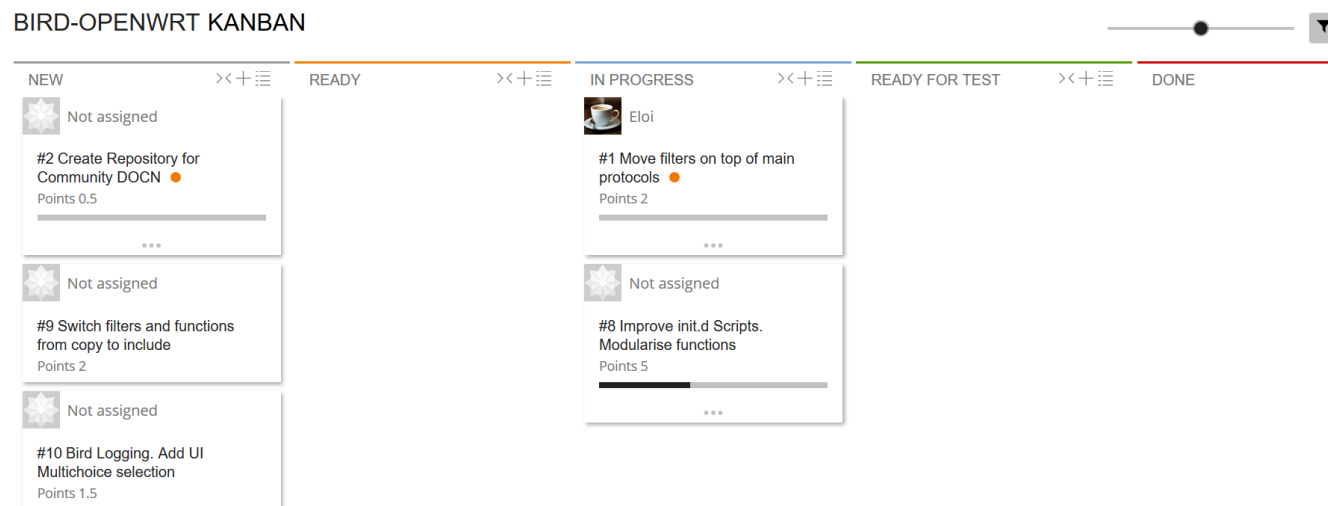 BIRD-OPENWRT KANBAN
NEW
READY
IN PROGRESS
READY FOR TEST
DONE
Not assigned
#2 Create Repository for
Community DOCN
Points 0.5
Not assigned
#9 Switch filters and functions
from copy to include
Points 2
Not assigned
#10 Bird Logging. Add UI
Multichoice selection
Points 1.5
Eloi
#1 Move filters on top of main
protocols
Points 2
Not assigned
#8 Improve init.d Scripts.
Modularise functions
Points 5